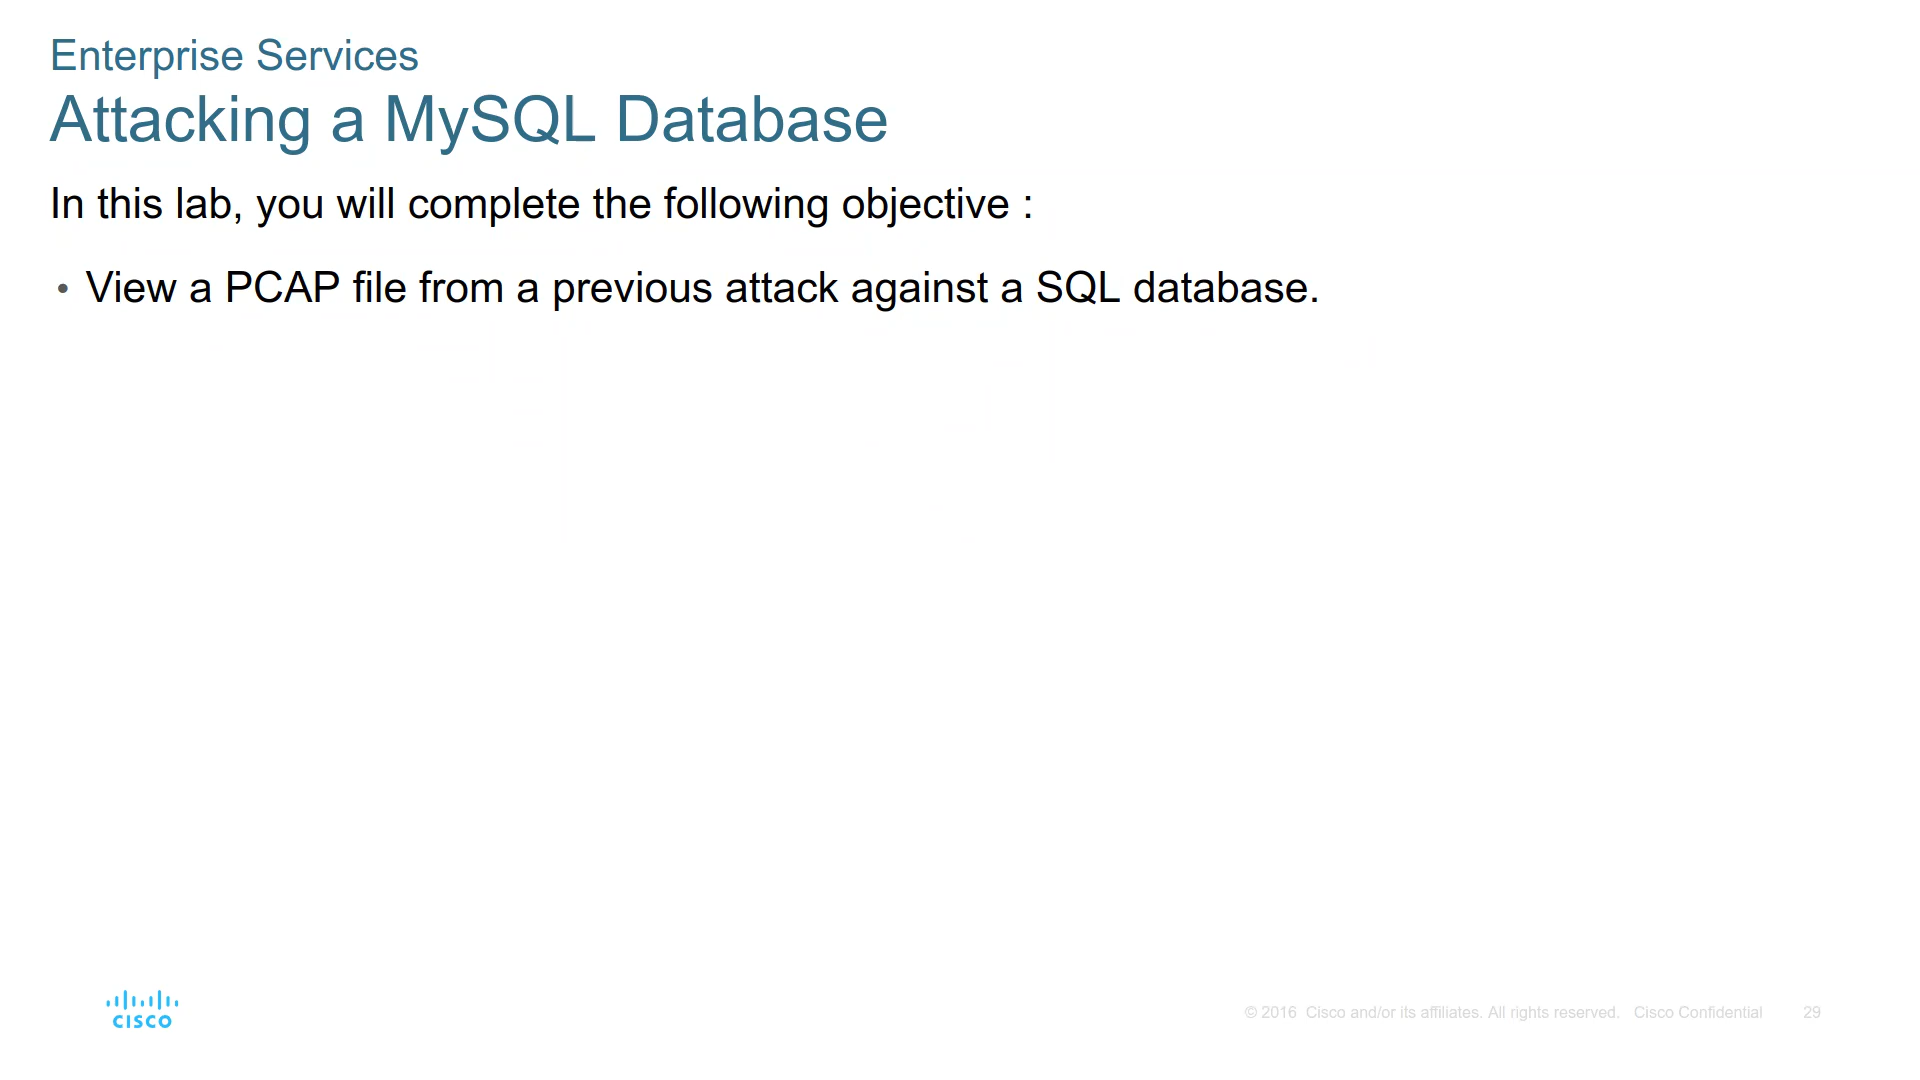 Enterprise Services
Attacking a MySQL Database
In this lab, you will complete the following objective :
• View a PCAP file from a previous attack against a SQL database.
CISCO
© 2016 Cisco and/or its affiliates. All rights reserved. Cisco Confidential 29